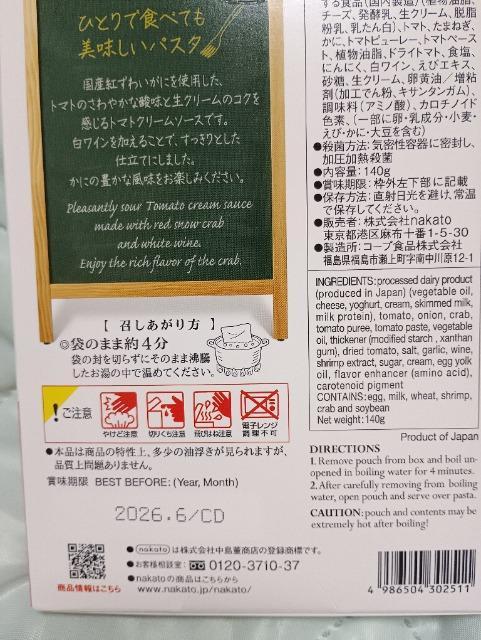 ひとりで食べても
美味しいパスタ
国産紅ずわいがにを使用した、
トマトのさわやかな酸味と生クリームのコクを
感じるトマトクリームソースです。
白ワインを加えることで、すっきりとした
仕立てにしました。
かにの豊かな風味をお楽しみください。
Pleasantly sour Tomato cream sauce
made with red snow crab
and white wine.
Enjoy the rich flavor of the crab.
【 召しあがり方 】
◎袋のまま約4分
袋の封を切らずにそのまま沸騰
したお湯の中で温めてください。
! ご注意
やけど注意
切りくち注意
飛びはね注意
電子レンジ調理不可
●本品は商品の特性上、多少の油浮きが見られますが、
品質上問題ありません。
賞味期限 BEST BEFORE: (Year, Month)
2026.6/CD
商品情報はこちら
●nakatoは株式会社中島董商店の登録商標です。
●お客様相談室: 0120-3710-37
●nakatoの商品はこちらから
www.nakato.jp/nakato/
する食品(国内製造)(植物油脂、
チーズ、発酵乳、生クリーム、脱脂
粉乳、乳たん白)、トマト、たまねぎ、
かに、トマトピューレー、トマトペース
ト、植物油脂、ドライトマト、食塩、
にんにく、白ワイン、えびエキス、
砂糖、生クリーム、卵黄油/増粘
剤(加工でん粉、キサンタンガム)、
調味料(アミノ酸)、カロチノイド
色素、(一部に卵・乳成分・小麦・
えび・かに・大豆を含む)
●殺菌方法:気密性容器に密封し、
加圧加熱殺菌
●内容量:140g
●賞味期限:枠外左下部に記載
●保存方法:直射日光を避け、常温
で保存してください。
●販売者:株式会社nakato
東京都港区麻布十番1-5-30
●製造所:コープ食品株式会社
福島県福島市瀬上町字南中川原12-1
INGREDIENTS:processed dairy product
(produced in Japan) (vegetable oil,
cheese, yoghurt, cream, skimmed milk,
milk protein), tomato, onion, crab,
tomato puree, tomato paste, vegetable
oil, thickener (modified starch , xanthan
gum), dried tomato, salt, garlic, wine,
shrimp extract, sugar, cream, egg yolk
oil, flavor enhancer (amino acid),
carotenoid pigment
CONTAINS:egg, milk, wheat, shrimp,
crab and soybean
Net weight:140g
Product of Japan
DIRECTIONS
1.Remove pouch from box and boil un-
opened in boiling water for 4 minutes.
2.After carefully removing from boiling
water, open pouch and serve over pasta.
CAUTION:pouch and contents may be
extremely hot after boiling!
4 986504 302511